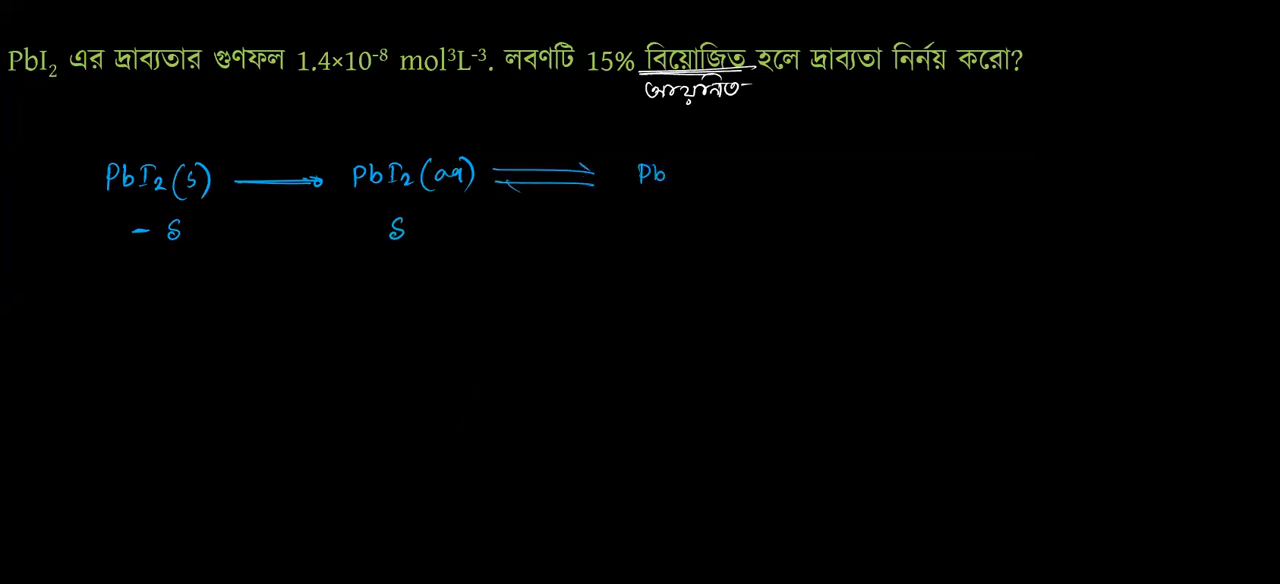 PbI₂ এর দ্রাব্যতার গুণফল 1.4×10⁻⁸ mol³L⁻³. লবণটি 15% বিয়োজিত হলে দ্রাব্যতা নির্নয় করো?
আয়নিত
PbI₂(s) ⟶ PbI₂(aq) ⇌ Pb
- S S